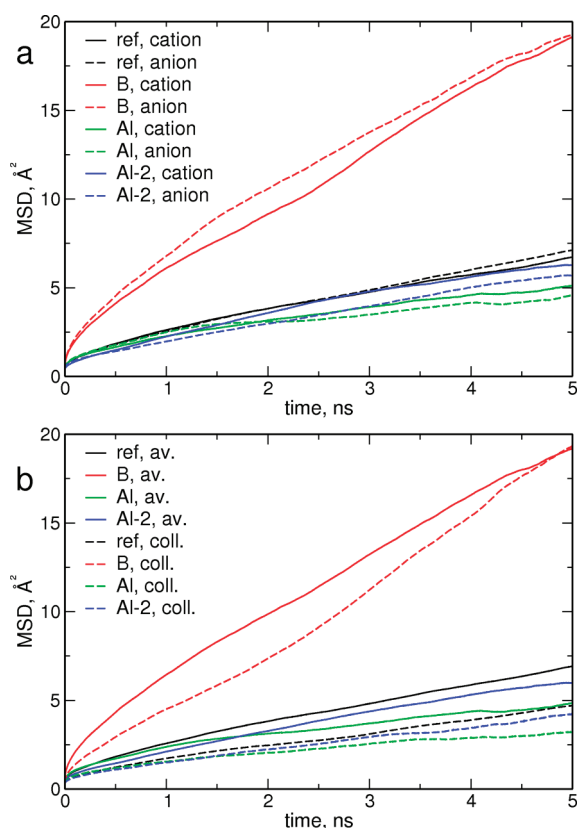 a
20
15
10
5
0
MSD, Å²
ref, cation
ref, anion
B, cation
B, anion
Al, cation
Al, anion
Al-2, cation
Al-2, anion
0 1 2 3 4 5
time, ns
b
20
15
10
5
0
MSD, Å²
ref, av.
B, av.
Al, av.
Al-2, av.
ref, coll.
B, coll.
Al, coll.
Al-2, coll.
0 1 2 3 4 5
time, ns